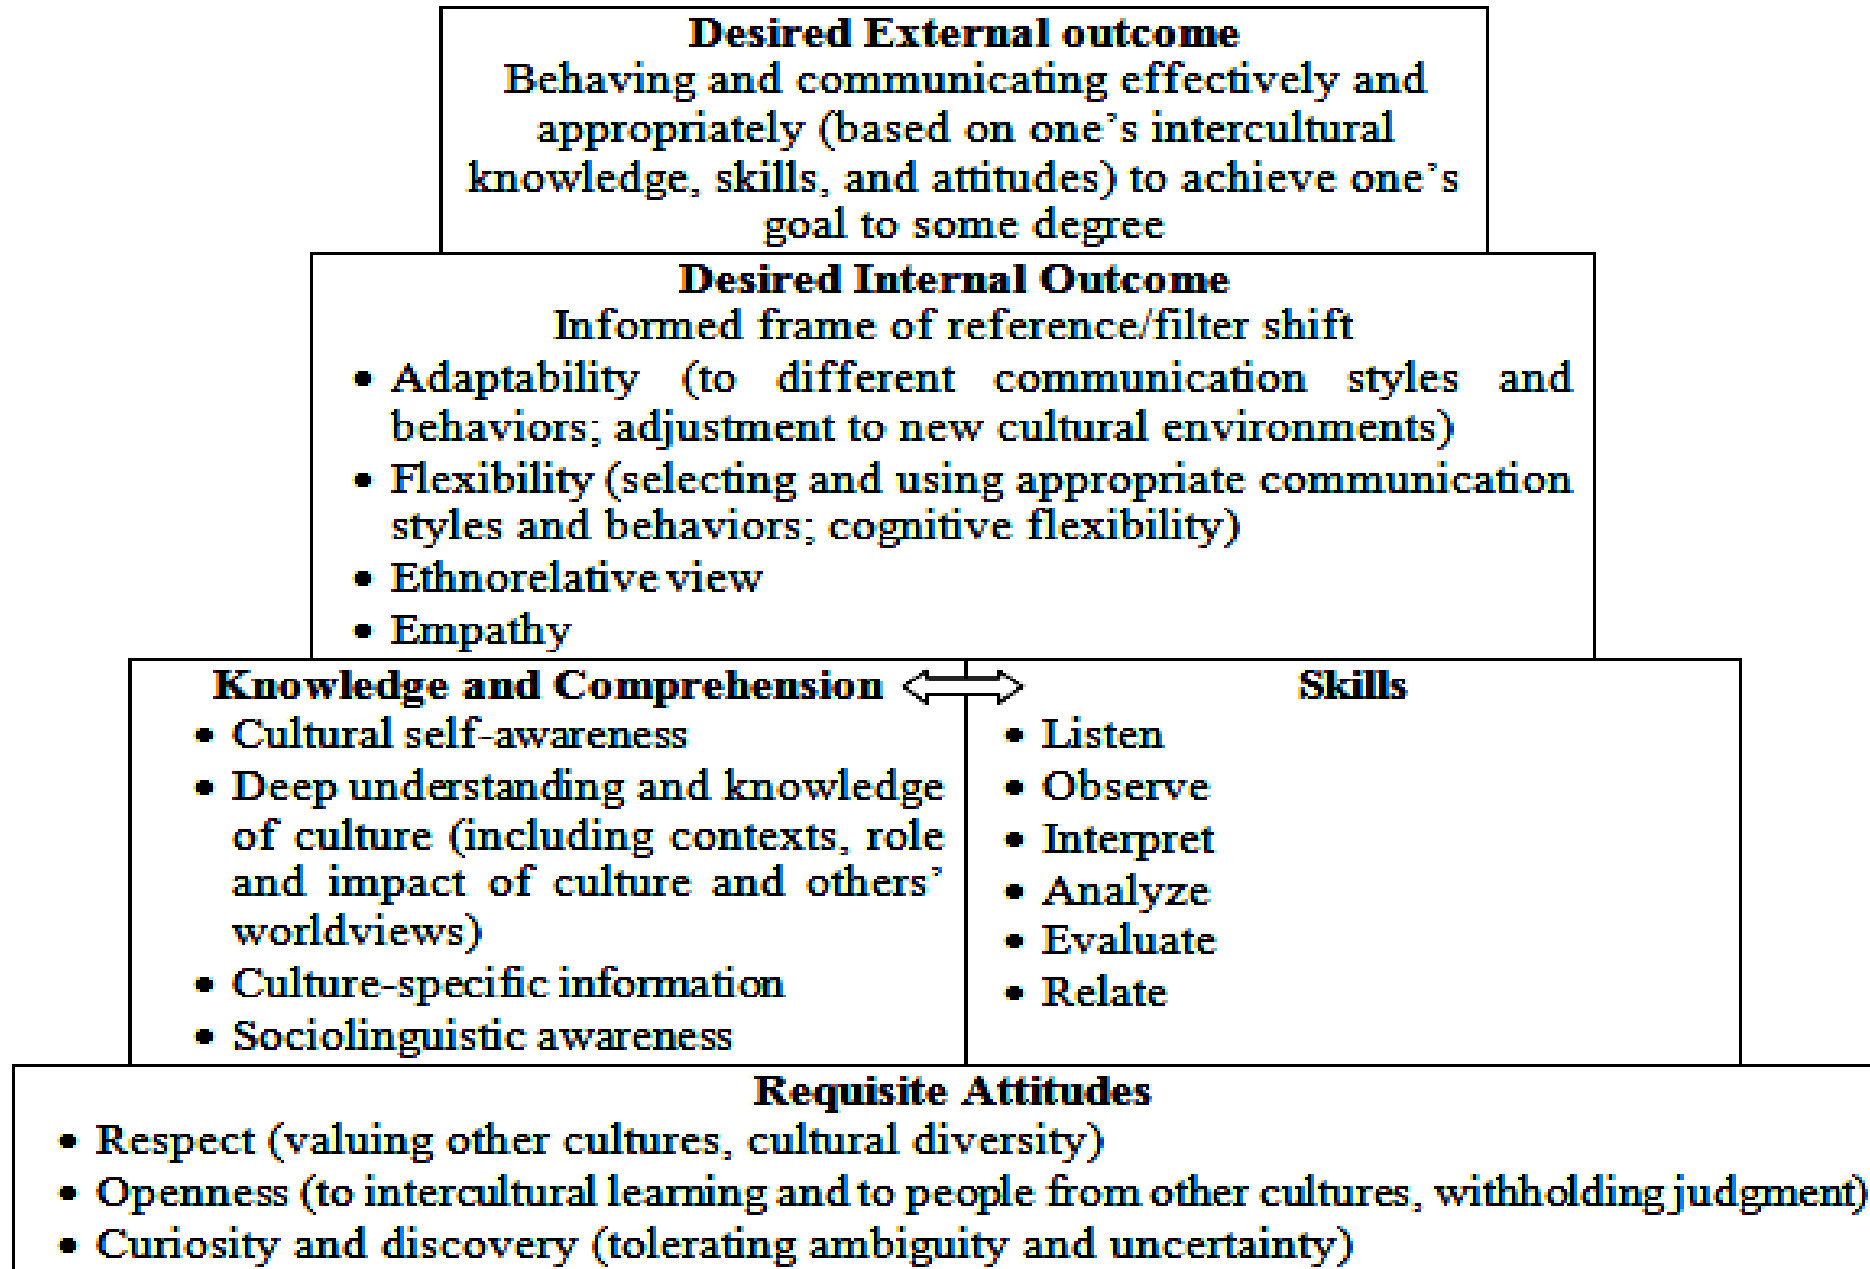 Desired External outcome
Behaving and communicating effectively and
appropriately (based on one’s intercultural
knowledge, skills, and attitudes) to achieve one’s
goal to some degree
Desired Internal Outcome
Informed frame of reference/filter shift
• Adaptability (to different communication styles and
behaviors; adjustment to new cultural environments)
• Flexibility (selecting and using appropriate communication
styles and behaviors; cognitive flexibility)
• Ethnorelative view
• Empathy
Knowledge and Comprehension
• Cultural self-awareness
• Deep understanding and knowledge
of culture (including contexts, role
and impact of culture and others’
worldviews)
• Culture-specific information
• Sociolinguistic awareness
Skills
• Listen
• Observe
• Interpret
• Analyze
• Evaluate
• Relate
Requisite Attitudes
• Respect (valuing other cultures, cultural diversity)
• Openness (to intercultural learning and to people from other cultures, withholding judgment)
• Curiosity and discovery (tolerating ambiguity and uncertainty)